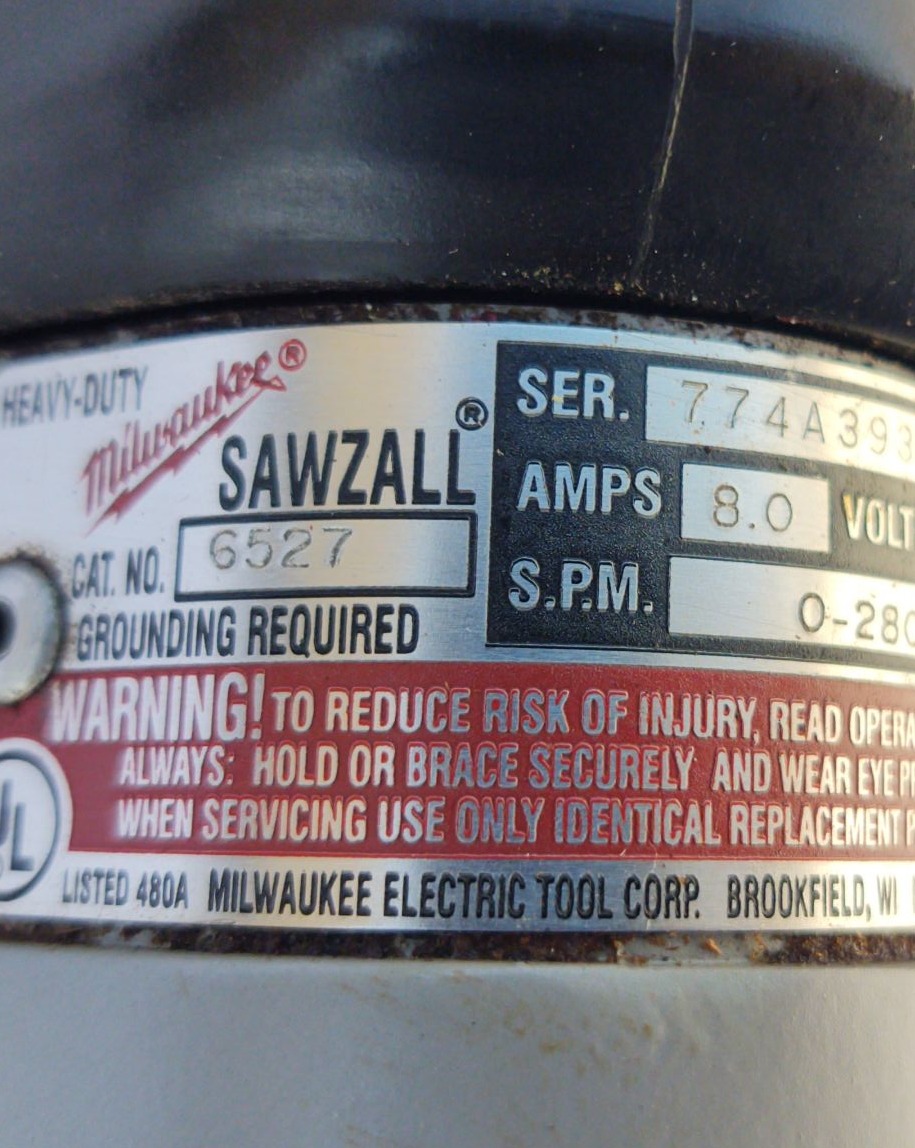 HEAVY-DUTY
Milwaukee®
SAWZALL®
CAT. NO. 6527
GROUNDING REQUIRED
SER. 774A393
AMPS 8.0 VOLT
S.P.M. 0-280
WARNING! TO REDUCE RISK OF INJURY, READ OPERA
ALWAYS: HOLD OR BRACE SECURELY AND WEAR EYE
WHEN SERVICING USE ONLY IDENTICAL REPLACEMENT
UL
LISTED 480A MILWAUKEE ELECTRIC TOOL CORP. BROOKFIELD, WI